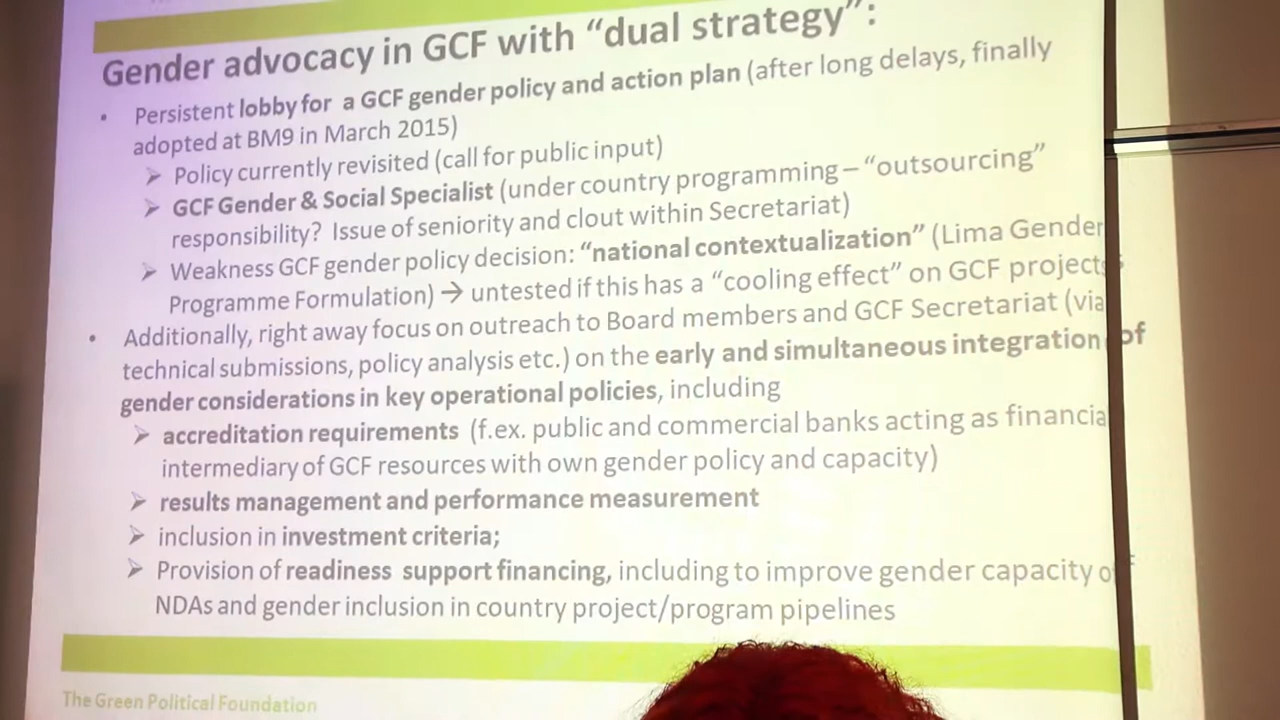 Gender advocacy in GCF with “dual strategy”:
• Persistent lobby for a GCF gender policy and action plan (after long delays, finally
adopted at BM9 in March 2015)
➢ Policy currently revisited (call for public input)
➢ GCF Gender & Social Specialist (under country programming – “outsourcing”
responsibility? Issue of seniority and clout within Secretariat)
➢ Weakness GCF gender policy decision: “national contextualization” (Lima Gender
Programme Formulation) → untested if this has a “cooling effect” on GCF projects
• Additionally, right away focus on outreach to Board members and GCF Secretariat (via
technical submissions, policy analysis etc.) on the early and simultaneous integration of
gender considerations in key operational policies, including
➢ accreditation requirements (f.ex. public and commercial banks acting as financia
intermediary of GCF resources with own gender policy and capacity)
➢ results management and performance measurement
➢ inclusion in investment criteria;
➢ Provision of readiness support financing, including to improve gender capacity of
NDAs and gender inclusion in country project/program pipelines
The Green Political Foundation